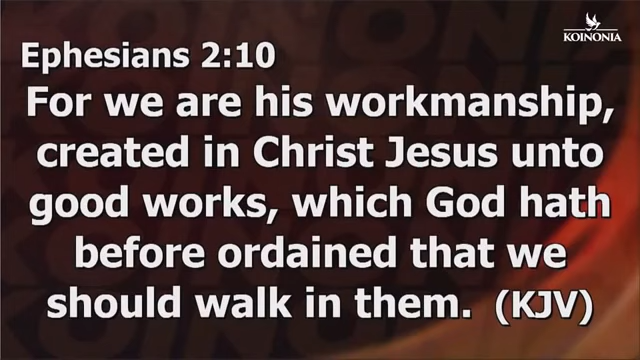 KOINONIA
Ephesians 2:10
For we are his workmanship,
created in Christ Jesus unto
good works, which God hath
before ordained that we
should walk in them. (KJV)